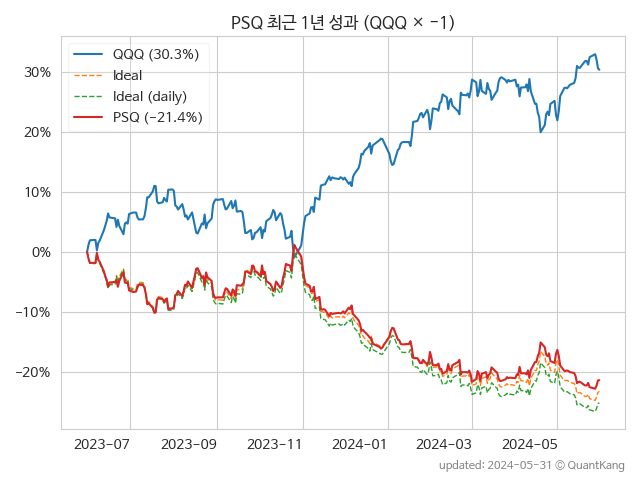 PSQ 최근 1년 성과 (QQQ × −1)
QQQ (30.3%)
Ideal
Ideal (daily)
PSQ (−21.4%)
30%
20%
10%
0%
−10%
−20%
2023-07
2023-09
2023-11
2024-01
2024-03
2024-05
updated: 2024-05-31 © QuantKang